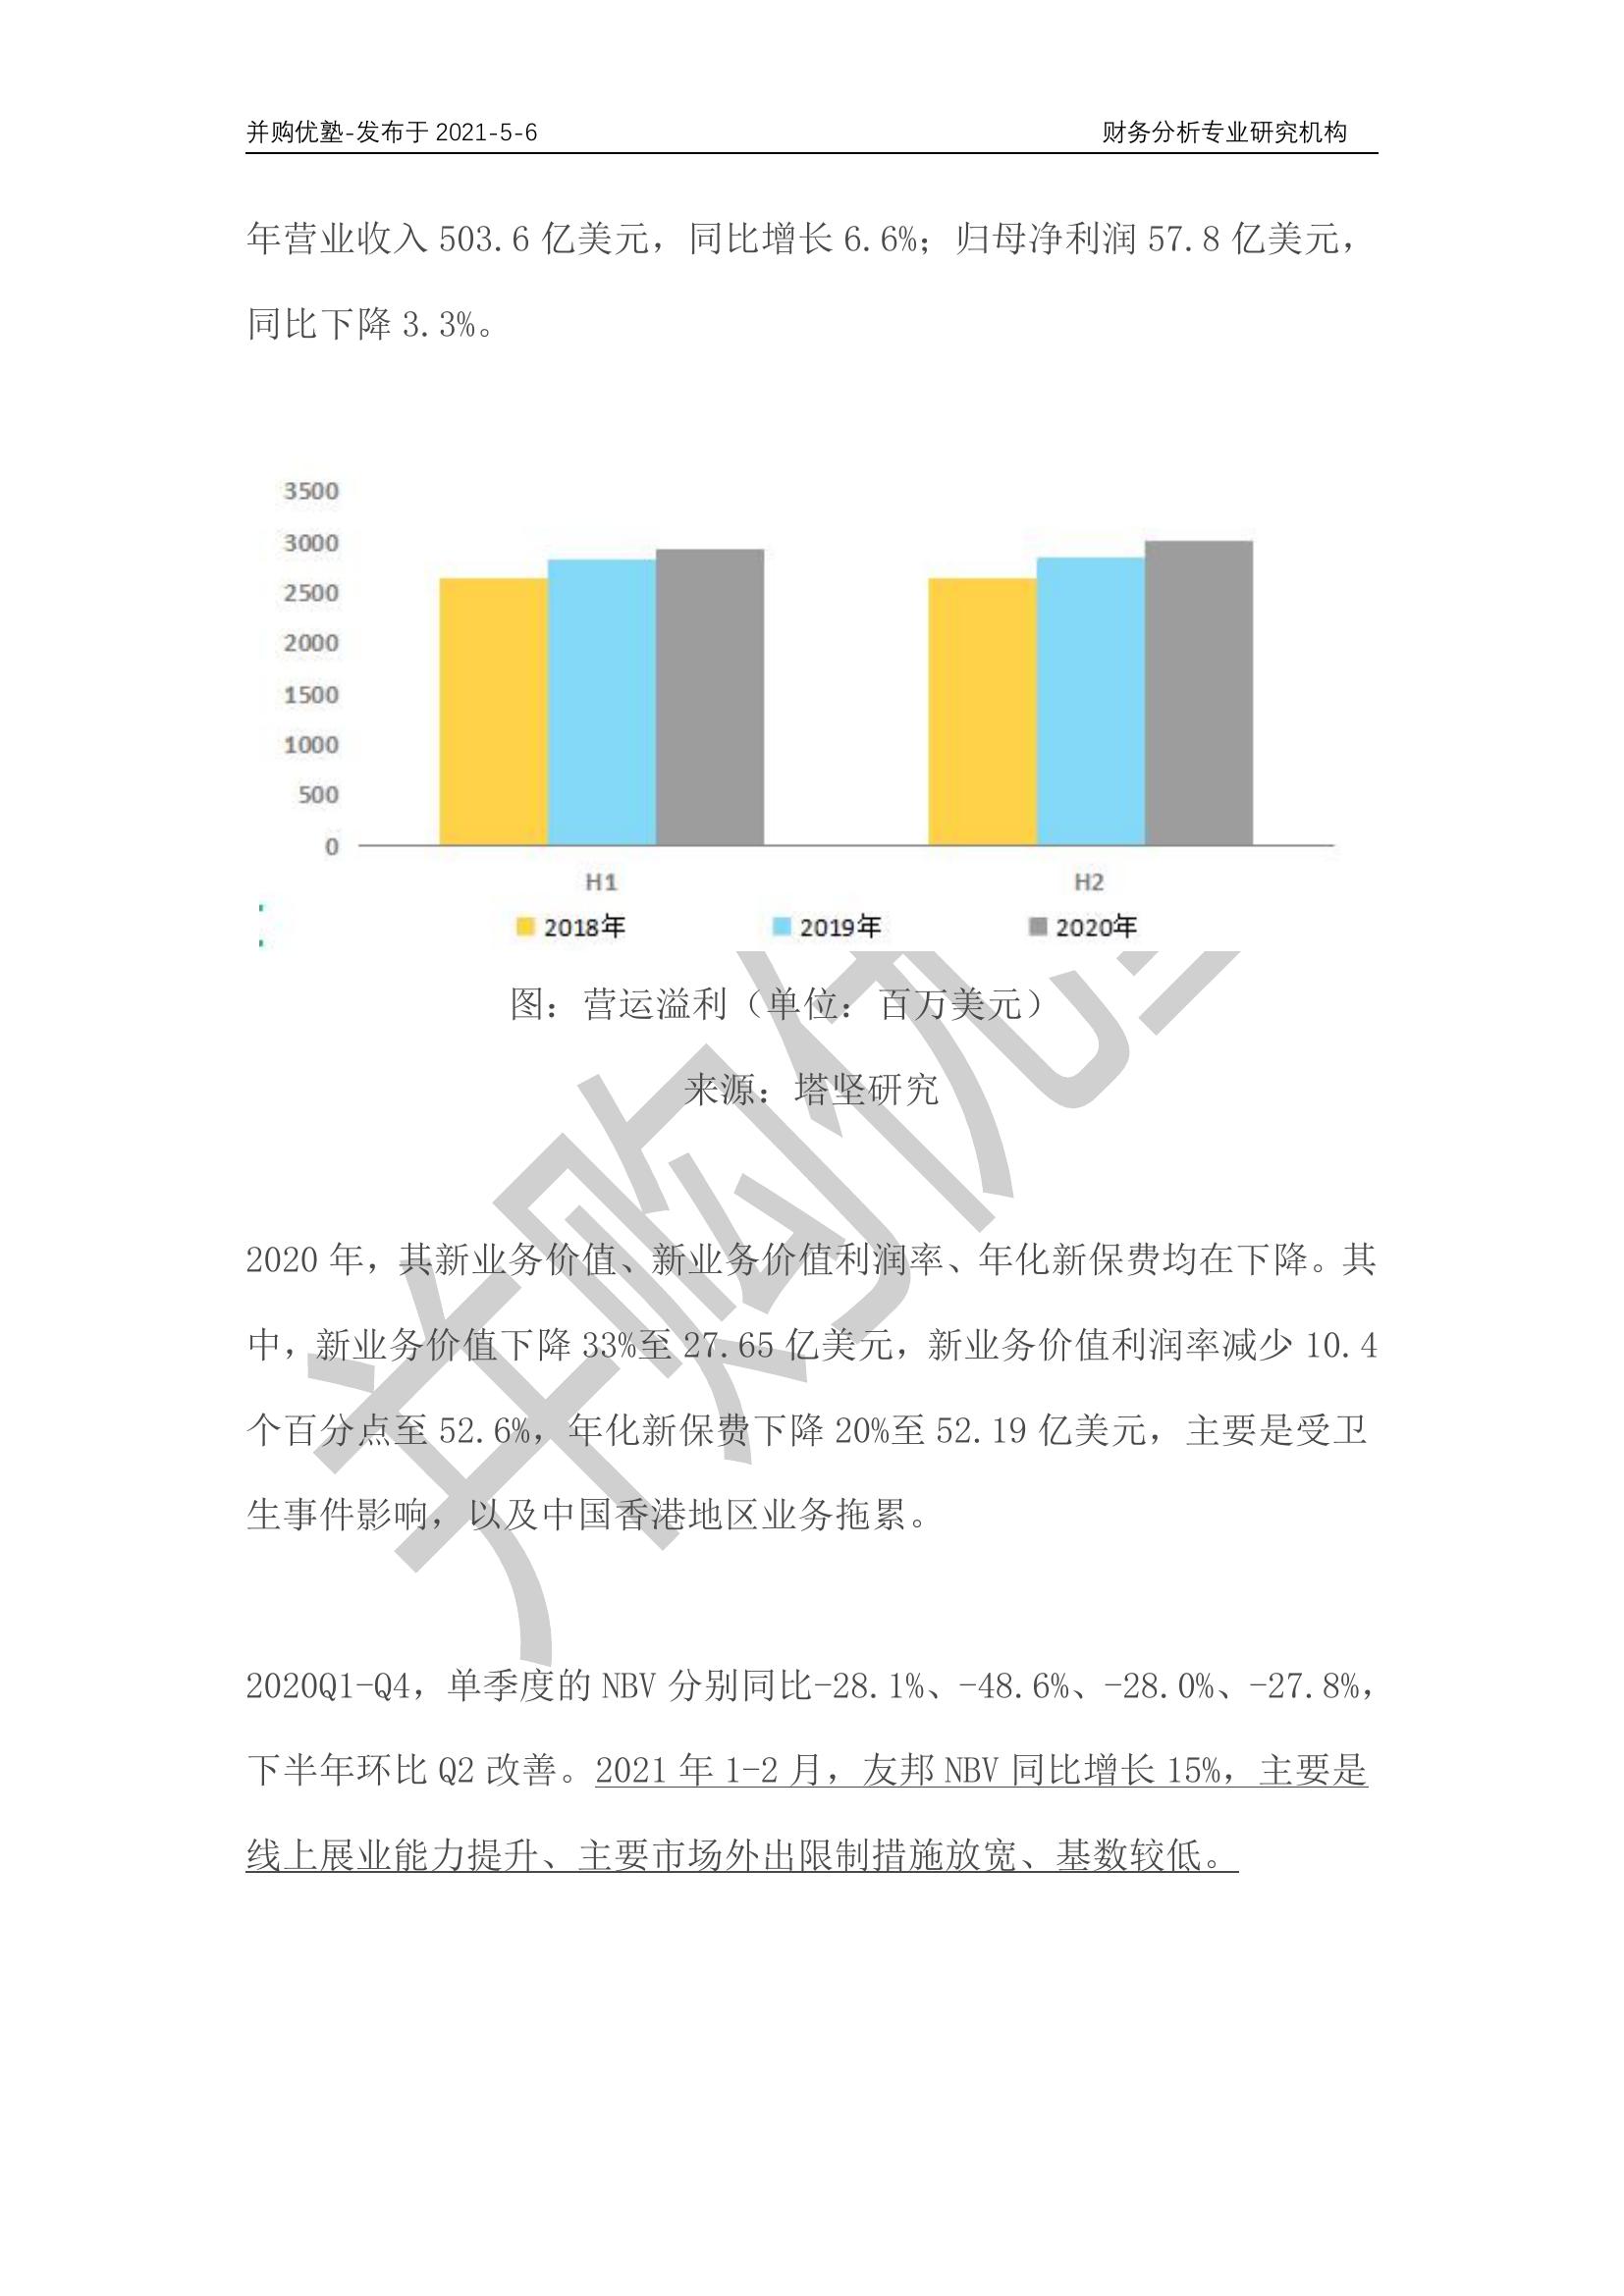 并购优塾-发布于 2021-5-6 财务分析专业研究机构
年营业收入 503.6 亿美元，同比增长 6.6%；归母净利润 57.8 亿美元，
同比下降 3.3%。
3500
3000
2500
2000
1500
1000
500
0
H1 H2
2018年 2019年 2020年
图：营运溢利（单位：百万美元）
来源：塔坚研究
2020 年，其新业务价值、新业务价值利润率、年化新保费均在下降。其
中，新业务价值下降 33%至 27.65 亿美元，新业务价值利润率减少 10.4
个百分点至 52.6%，年化新保费下降 20%至 52.19 亿美元，主要是受卫
生事件影响，以及中国香港地区业务拖累。
2020Q1-Q4，单季度的 NBV 分别同比-28.1%、-48.6%、-28.0%、-27.8%，
下半年环比 Q2 改善。2021 年 1-2 月，友邦 NBV 同比增长 15%，主要是
线上展业能力提升、主要市场外出限制措施放宽、基数较低。
并购优